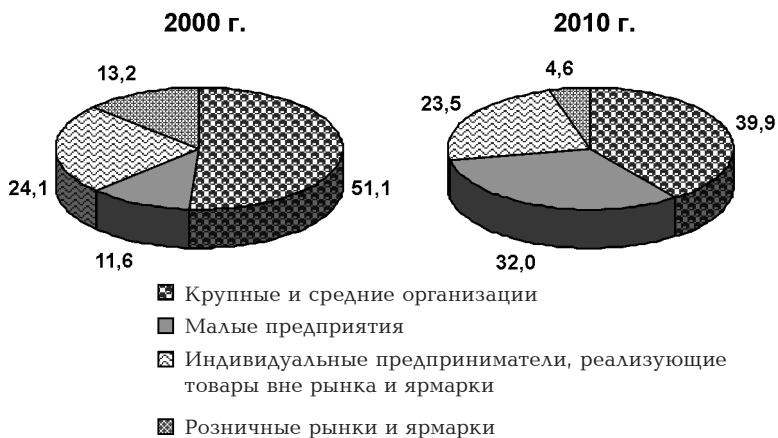 2000 г.
2010 г.
13,2
4,6
23,5
39,9
24,1
51,1
11,6
32,0
Крупные и средние организации
Малые предприятия
Индивидуальные предприниматели, реализующие
товары вне рынка и ярмарки
Розничные рынки и ярмарки